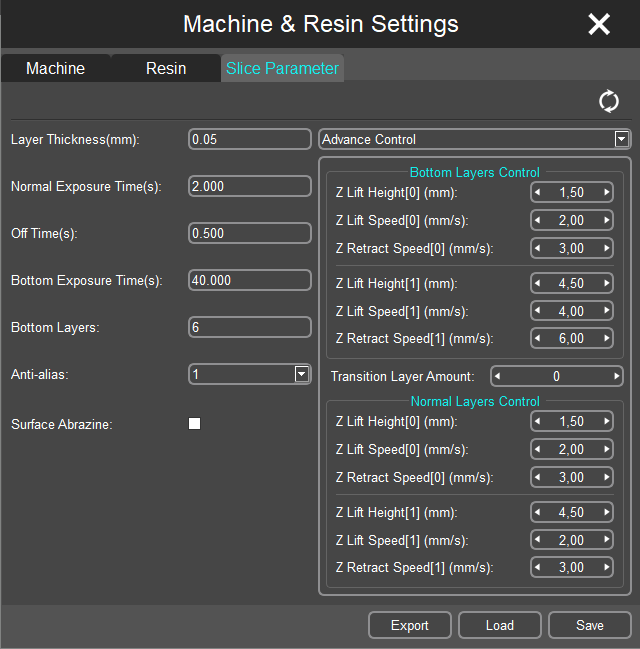 Machine & Resin Settings
Machine Resin Slice Parameter
Layer Thickness(mm): 0.05
Normal Exposure Time(s): 2.000
Off Time(s): 0.500
Bottom Exposure Time(s): 40.000
Bottom Layers: 6
Anti-alias: 1
Surface Abrazine:
Advance Control
Bottom Layers Control
Z Lift Height[0] (mm): 1,50
Z Lift Speed[0] (mm/s): 2,00
Z Retract Speed[0] (mm/s): 3,00
Z Lift Height[1] (mm): 4,50
Z Lift Speed[1] (mm/s): 4,00
Z Retract Speed[1] (mm/s): 6,00
Transition Layer Amount: 0
Normal Layers Control
Z Lift Height[0] (mm): 1,50
Z Lift Speed[0] (mm/s): 2,00
Z Retract Speed[0] (mm/s): 3,00
Z Lift Height[1] (mm): 4,50
Z Lift Speed[1] (mm/s): 2,00
Z Retract Speed[1] (mm/s): 3,00
Export Load Save